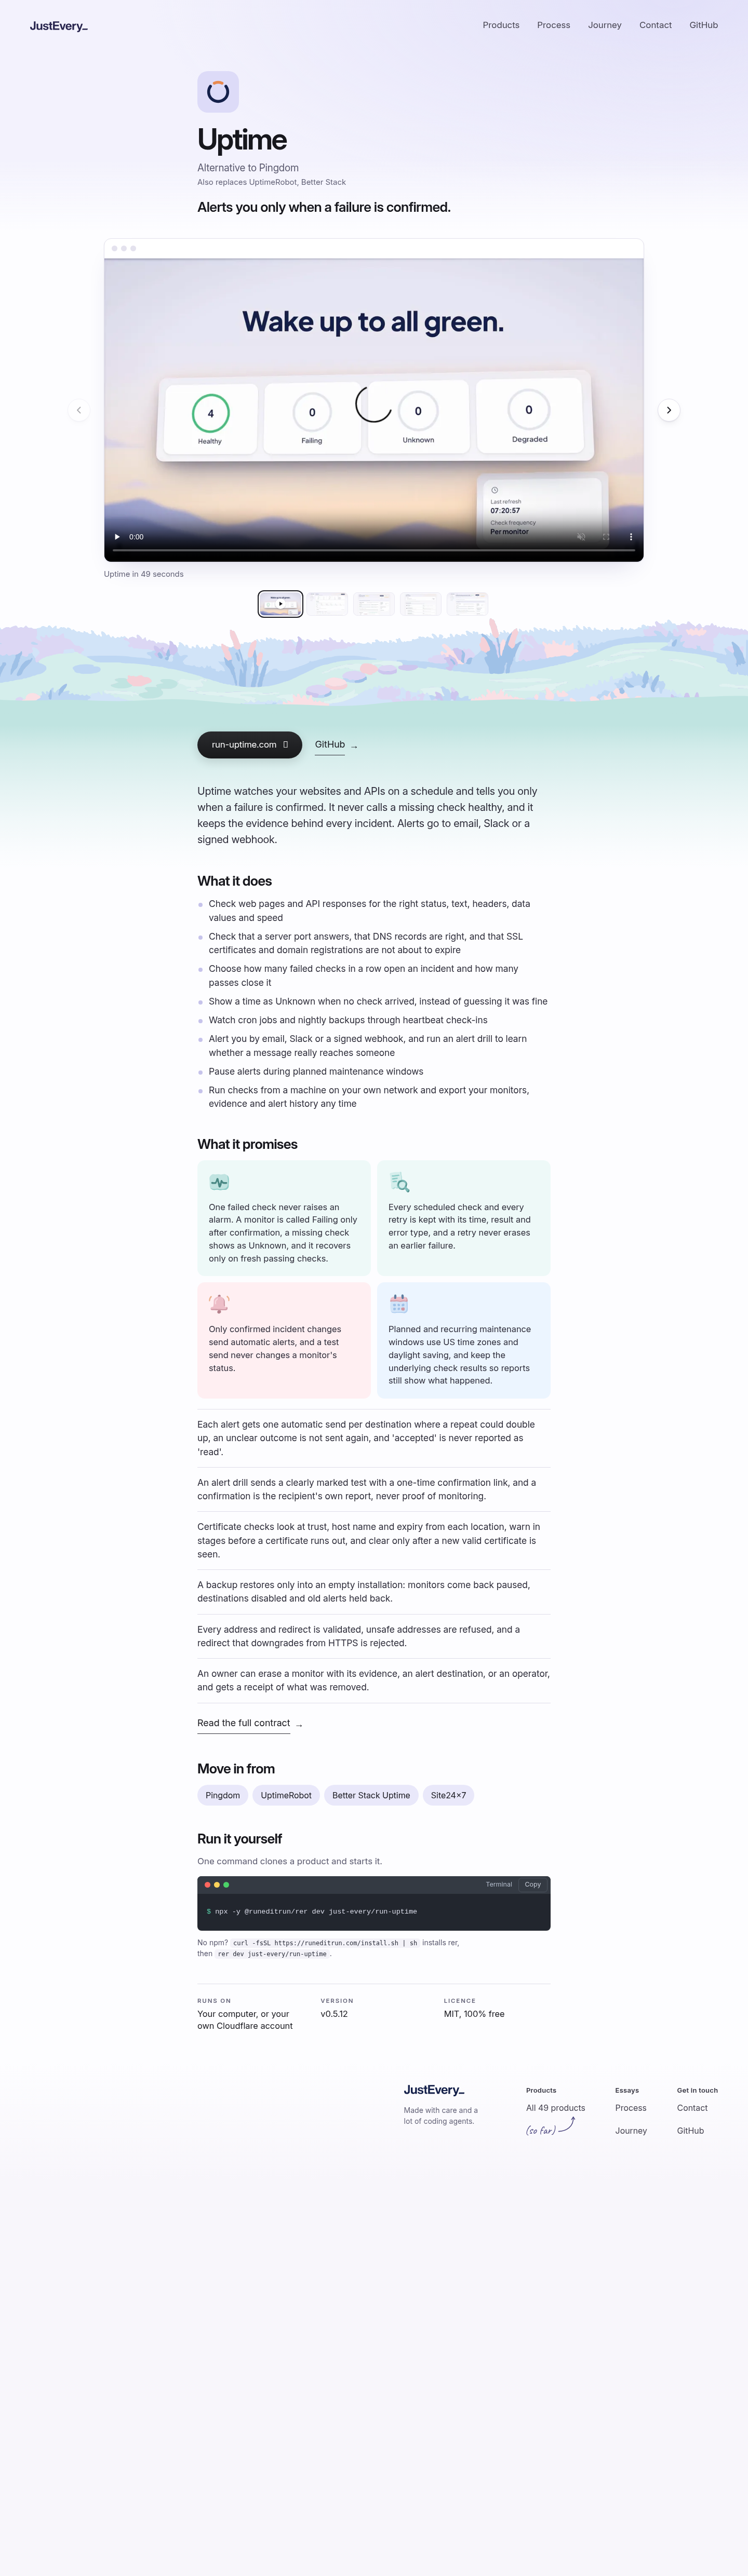 JustEvery_
Products
Process
Journey
Contact
GitHub
Uptime
Alternative to Pingdom
Also replaces UptimeRobot, Better Stack
Alerts you only when a failure is confirmed.
Wake up to all green.
4
Healthy
0
Failing
0
Unknown
0
Degraded
Last refresh
07:20:57
Check frequency
Per monitor
0:00
Uptime in 49 seconds
run-uptime.com
GitHub →
Uptime watches your websites and APIs on a schedule and tells you only
when a failure is confirmed. It never calls a missing check healthy, and it
keeps the evidence behind every incident. Alerts go to email, Slack or a
signed webhook.
What it does
Check web pages and API responses for the right status, text, headers, data
values and speed
Check that a server port answers, that DNS records are right, and that SSL
certificates and domain registrations are not about to expire
Choose how many failed checks in a row open an incident and how many
passes close it
Show a time as Unknown when no check arrived, instead of guessing it was fine
Watch cron jobs and nightly backups through heartbeat check-ins
Alert you by email, Slack or a signed webhook, and run an alert drill to learn
whether a message really reaches someone
Pause alerts during planned maintenance windows
Run checks from a machine on your own network and export your monitors,
evidence and alert history any time
What it promises
One failed check never raises an
alarm. A monitor is called Failing only
after confirmation, a missing check
shows as Unknown, and it recovers
only on fresh passing checks.
Every scheduled check and every
retry is kept with its time, result and
error type, and a retry never erases
an earlier failure.
Only confirmed incident changes
send automatic alerts, and a test
send never changes a monitor's
status.
Planned and recurring maintenance
windows use US time zones and
daylight saving, and keep the
underlying check results so reports
still show what happened.
Each alert gets one automatic send per destination where a repeat could double
up, an unclear outcome is not sent again, and 'accepted' is never reported as
'read'.
An alert drill sends a clearly marked test with a one-time confirmation link, and a
confirmation is the recipient's own report, never proof of monitoring.
Certificate checks look at trust, host name and expiry from each location, warn in
stages before a certificate runs out, and clear only after a new valid certificate is
seen.
A backup restores only into an empty installation: monitors come back paused,
destinations disabled and old alerts held back.
Every address and redirect is validated, unsafe addresses are refused, and a
redirect that downgrades from HTTPS is rejected.
An owner can erase a monitor with its evidence, an alert destination, or an operator,
and gets a receipt of what was removed.
Read the full contract →
Move in from
Pingdom
UptimeRobot
Better Stack Uptime
Site24×7
Run it yourself
One command clones a product and starts it.
Terminal
Copy
$ npx -y @runeditrun/rer dev just-every/run-uptime
No npm? curl -fsSL https://runeditrun.com/install.sh | sh installs rer,
then rer dev just-every/run-uptime .
RUNS ON
Your computer, or your
own Cloudflare account
VERSION
v0.5.12
LICENCE
MIT, 100% free
JustEvery_
Made with care and a
lot of coding agents.
Products
All 49 products
(so far)
Essays
Process
Journey
Get in touch
Contact
GitHub